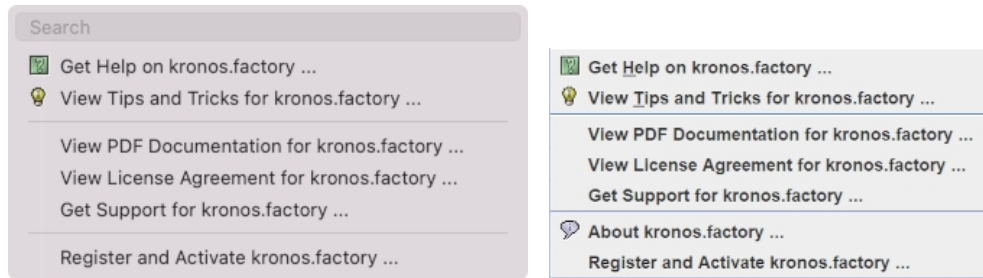 Search
Get Help on kronos.factory ...
View Tips and Tricks for kronos.factory ...
View PDF Documentation for kronos.factory ...
View License Agreement for kronos.factory ...
Get Support for kronos.factory ...
Register and Activate kronos.factory ...
Get Help on kronos.factory ...
View Tips and Tricks for kronos.factory ...
View PDF Documentation for kronos.factory ...
View License Agreement for kronos.factory ...
Get Support for kronos.factory ...
About kronos.factory ...
Register and Activate kronos.factory ...